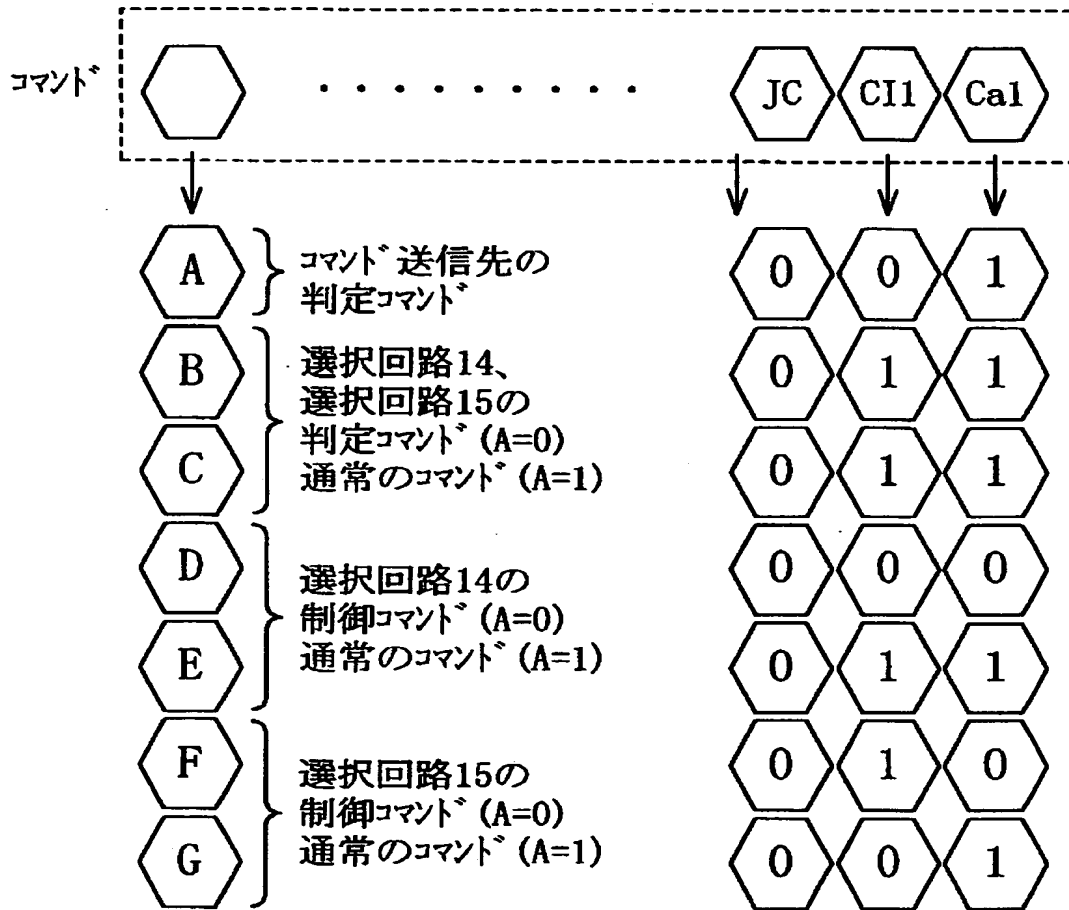 コマンド
・・・・・・・・・・
JC CI1 Ca1
A
コマンド送信先の
判定コマンド
0 0 1
B
C
選択回路14、
選択回路15の
判定コマンド(A=0)
通常のコマンド(A=1)
0 1 1
0 1 1
D
E
選択回路14の
制御コマンド(A=0)
通常のコマンド(A=1)
0 0 0
0 1 1
F
G
選択回路15の
制御コマンド(A=0)
通常のコマンド(A=1)
0 1 0
0 0 1